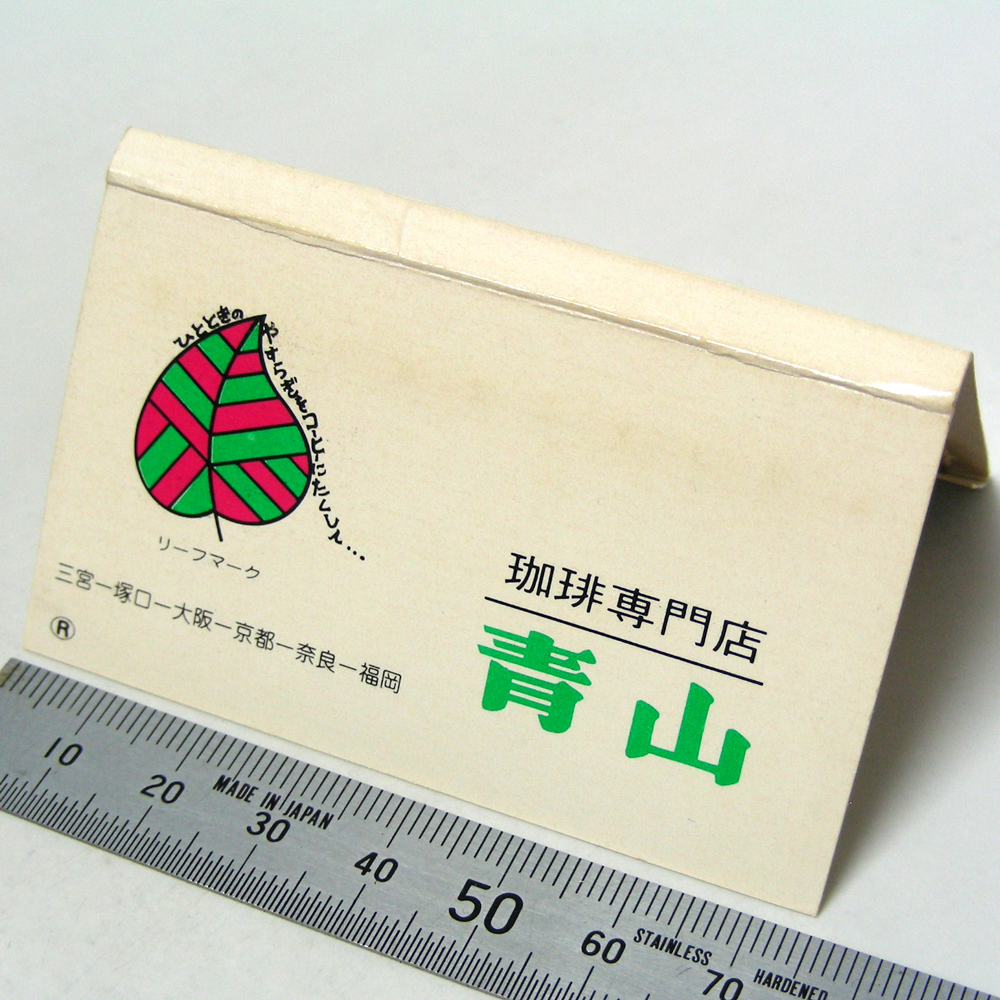 ひとときの
やすらぎをコーヒーにたくして...
リーフマーク
三宮ー塚口ー大阪ー京都ー奈良ー福岡
R
珈琲専門店
青山
10 20 30 40 50 60 70
MADE IN JAPAN
STAINLESS HARDENED